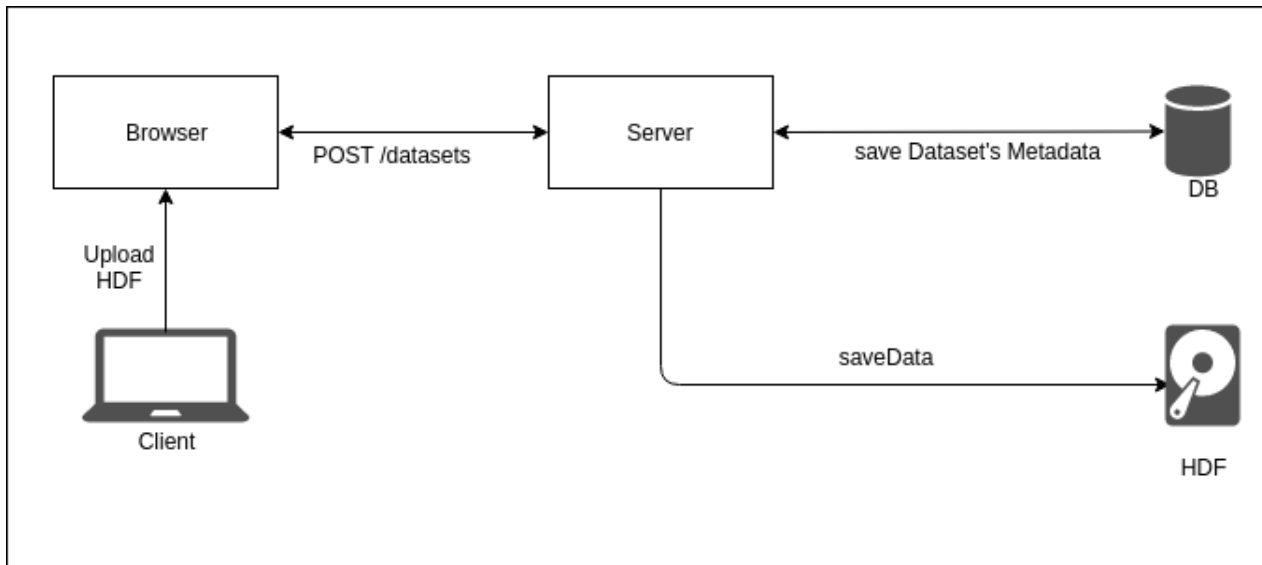 Browser
POST /datasets
Server
save Dataset's Metadata
DB
Upload
HDF
saveData
Client
HDF